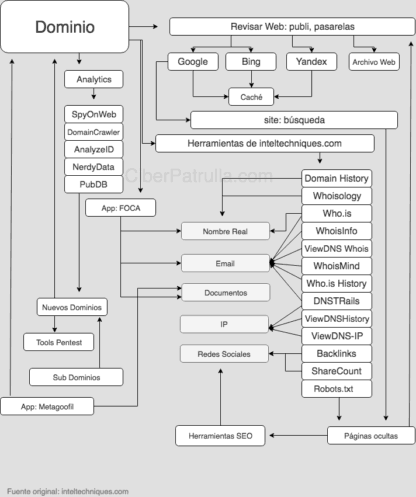 Dominio
Revisar Web: publi, pasarelas
Google
Bing
Yandex
Archivo Web
Caché
Analytics
site: búsqueda
SpyOnWeb
DomainCrawler
AnalyzeID
NerdyData
PubDB
Herramientas de inteltechniques.com
CiberPatrulla.com
Domain History
Whoisology
Who.is
WhoisInfo
ViewDNS Whois
WhoisMind
Who.is History
DNSTRails
ViewDNSHistory
ViewDNS-IP
Backlinks
ShareCount
Robots.txt
App: FOCA
Nombre Real
Email
Documentos
IP
Redes Sociales
Nuevos Dominios
Tools Pentest
Sub Dominios
App: Metagoofil
Herramientas SEO
Páginas ocultas
Fuente original: inteltechniques.com